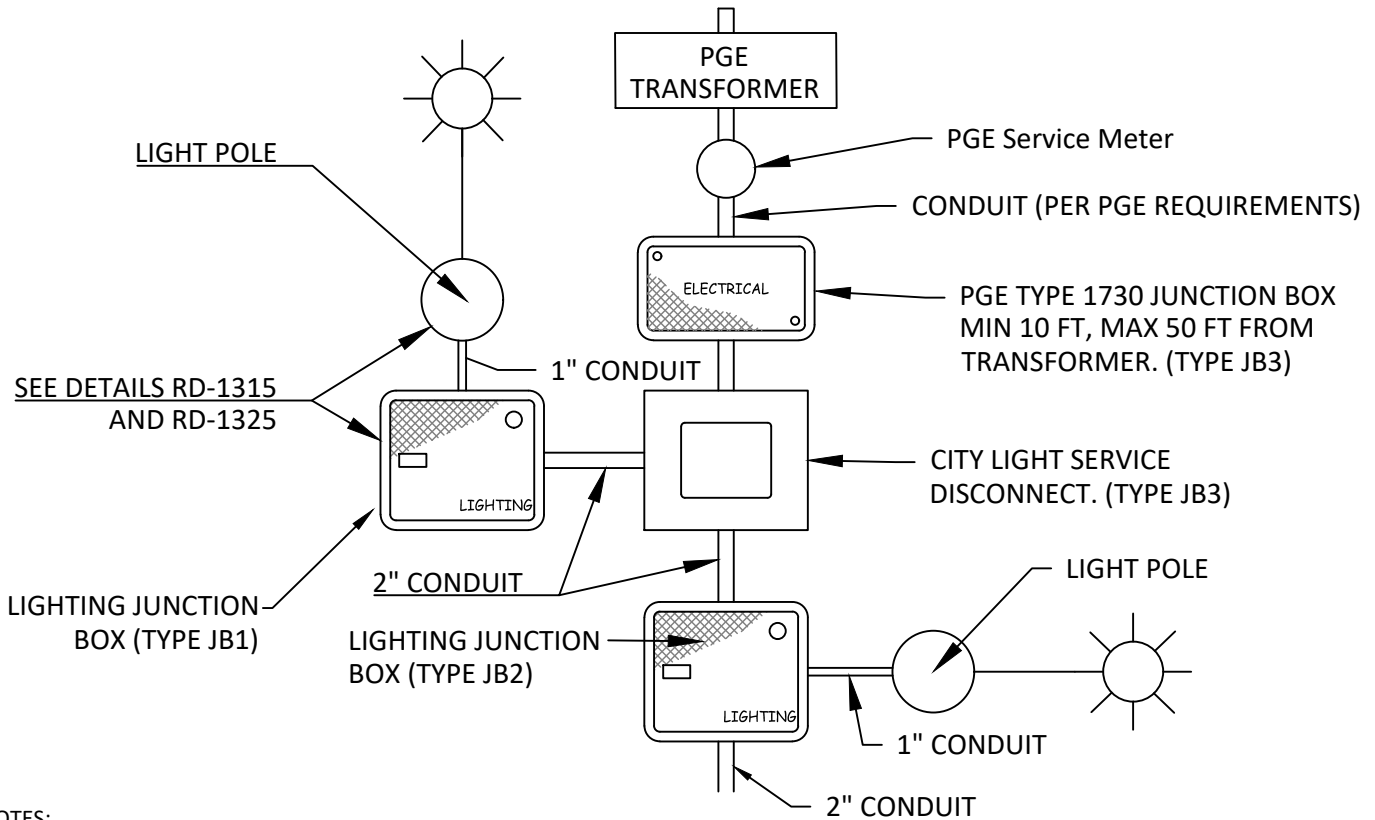 PGE
TRANSFORMER
LIGHT POLE
PGE Service Meter
CONDUIT (PER PGE REQUIREMENTS)
ELECTRICAL
PGE TYPE 1730 JUNCTION BOX
MIN 10 FT, MAX 50 FT FROM
TRANSFORMER. (TYPE JB3)
1" CONDUIT
SEE DETAILS RD-1315
AND RD-1325
LIGHTING
CITY LIGHT SERVICE
DISCONNECT. (TYPE JB3)
2" CONDUIT
LIGHT POLE
LIGHTING JUNCTION
BOX (TYPE JB1)
LIGHTING JUNCTION
BOX (TYPE JB2)
LIGHTING
1" CONDUIT
2" CONDUIT